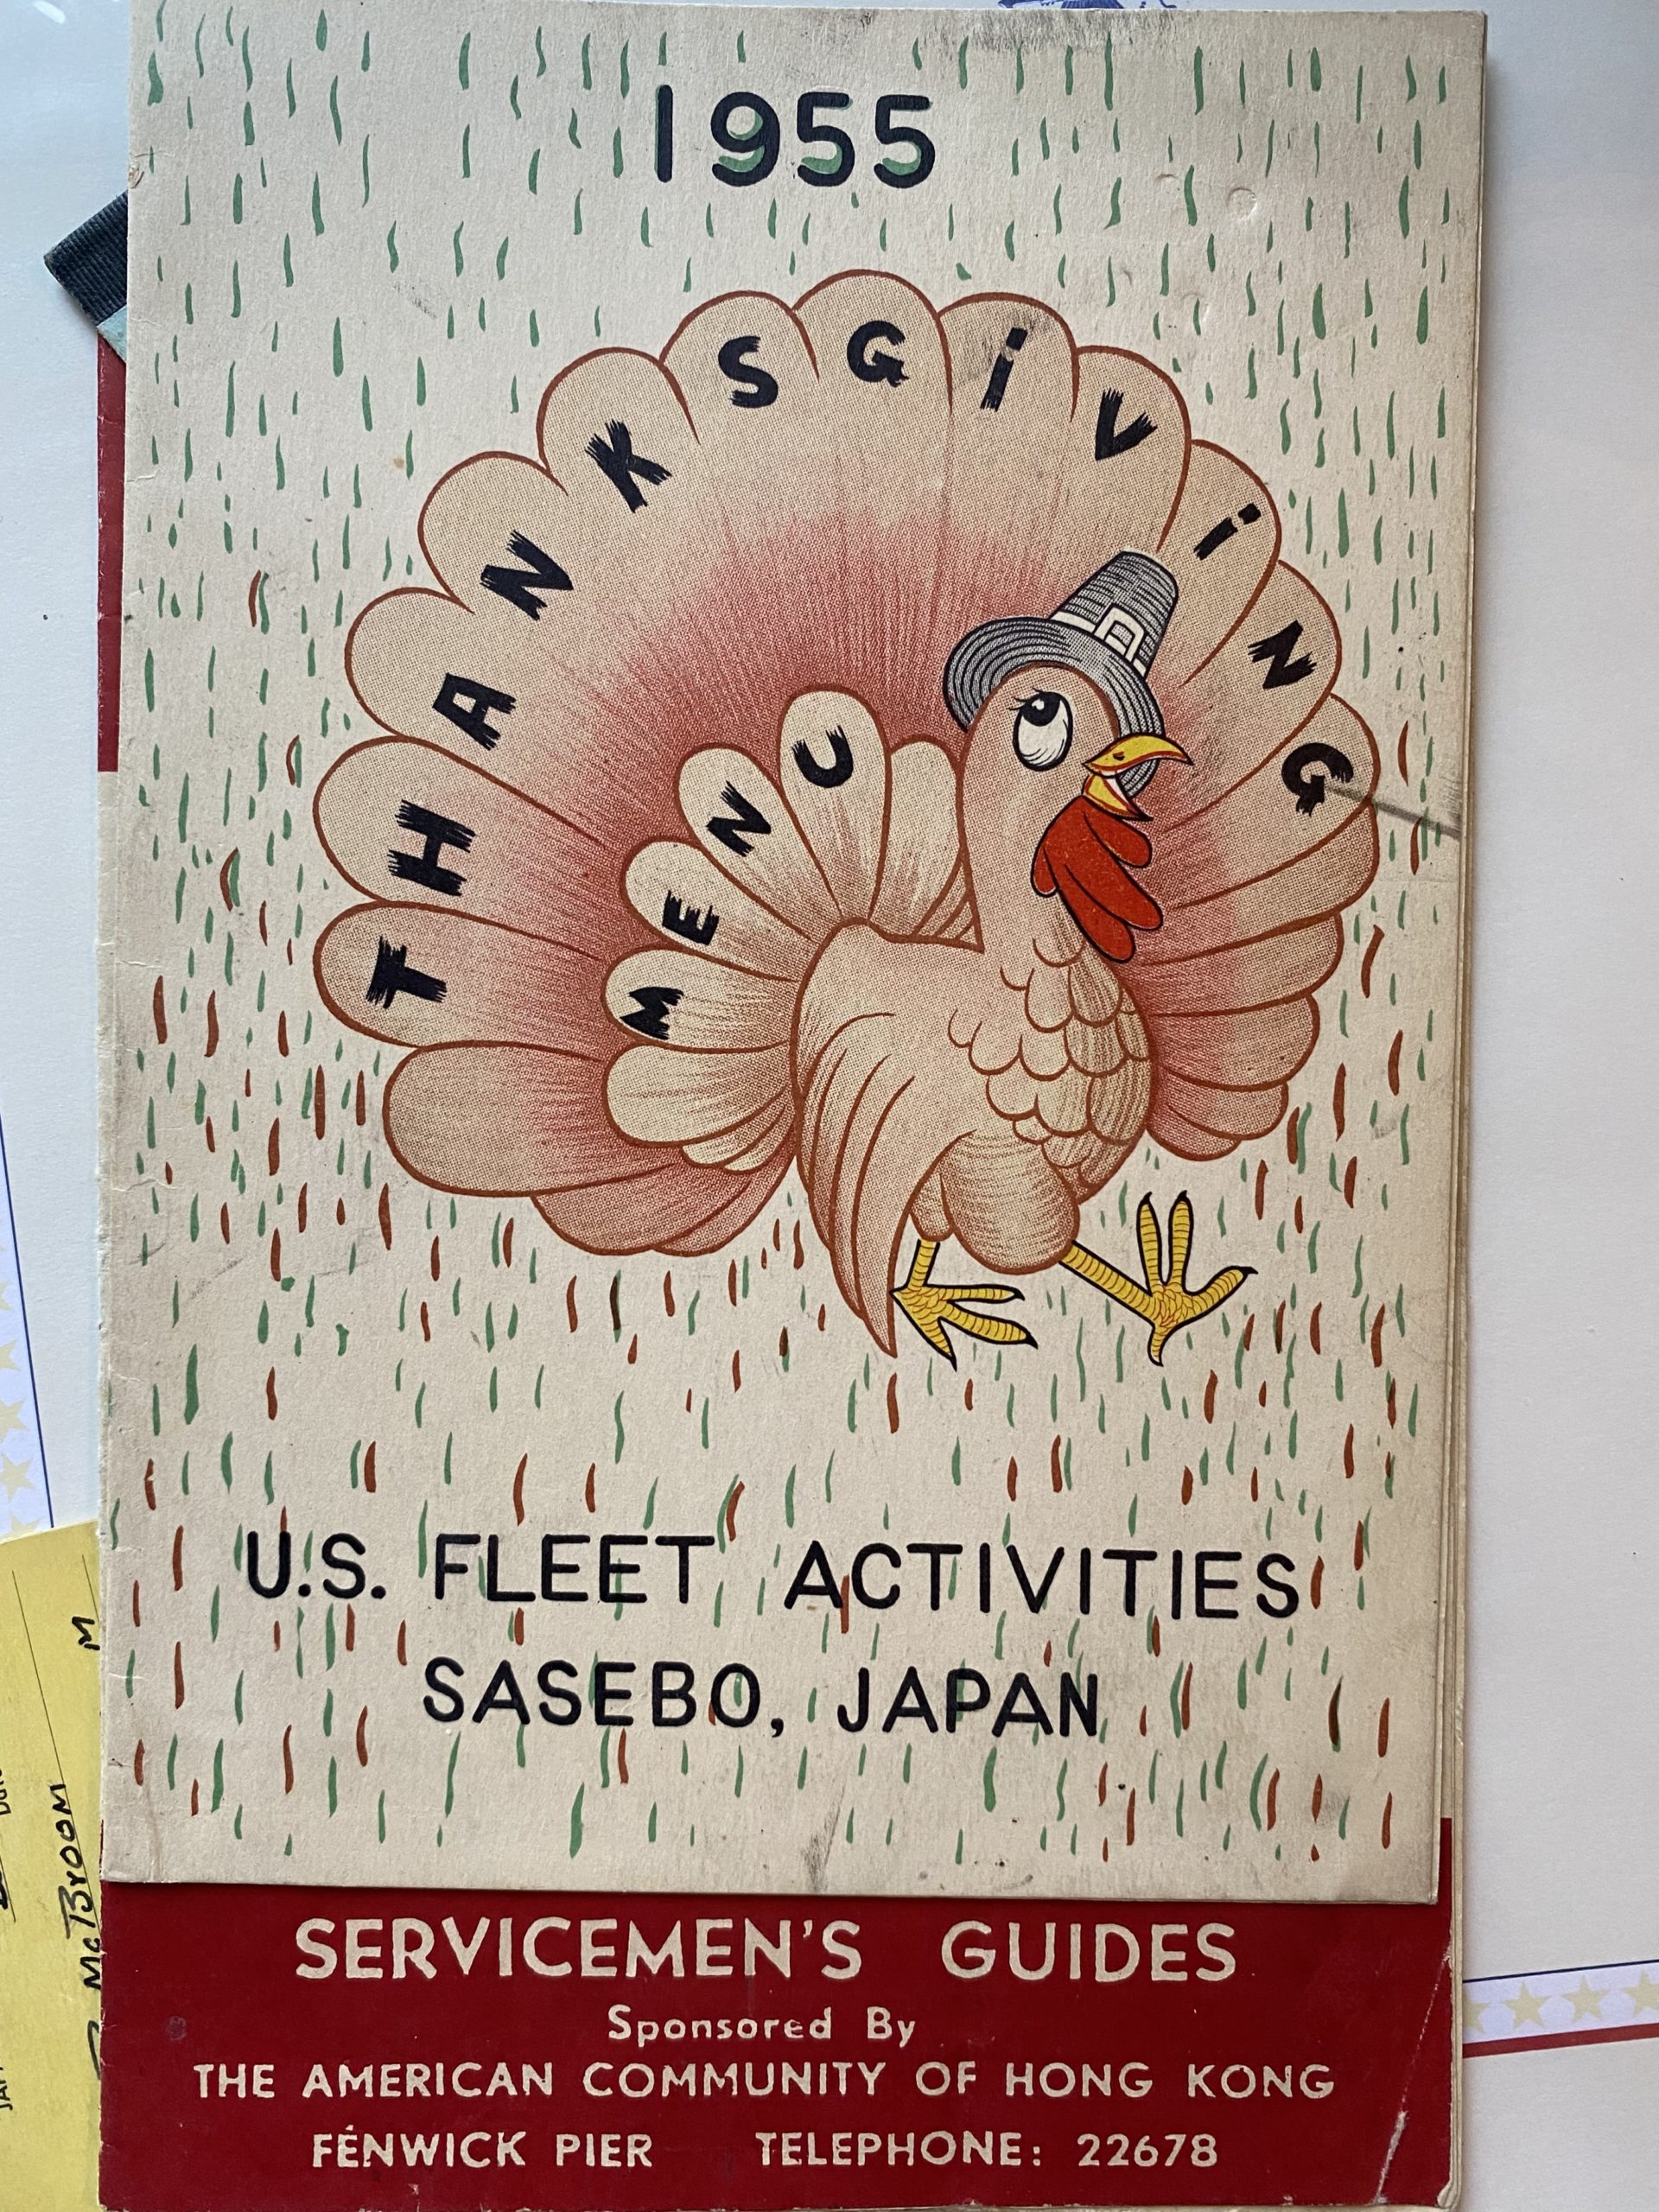 1955
THANKSGiViNG
MENU
U.S. FLEET ACTIVITIES
SASEBO, JAPAN
SERVICEMEN'S GUIDES
Sponsored By
THE AMERICAN COMMUNITY OF HONG KONG
FENWICK PIER TELEPHONE: 22678
McBroom
M